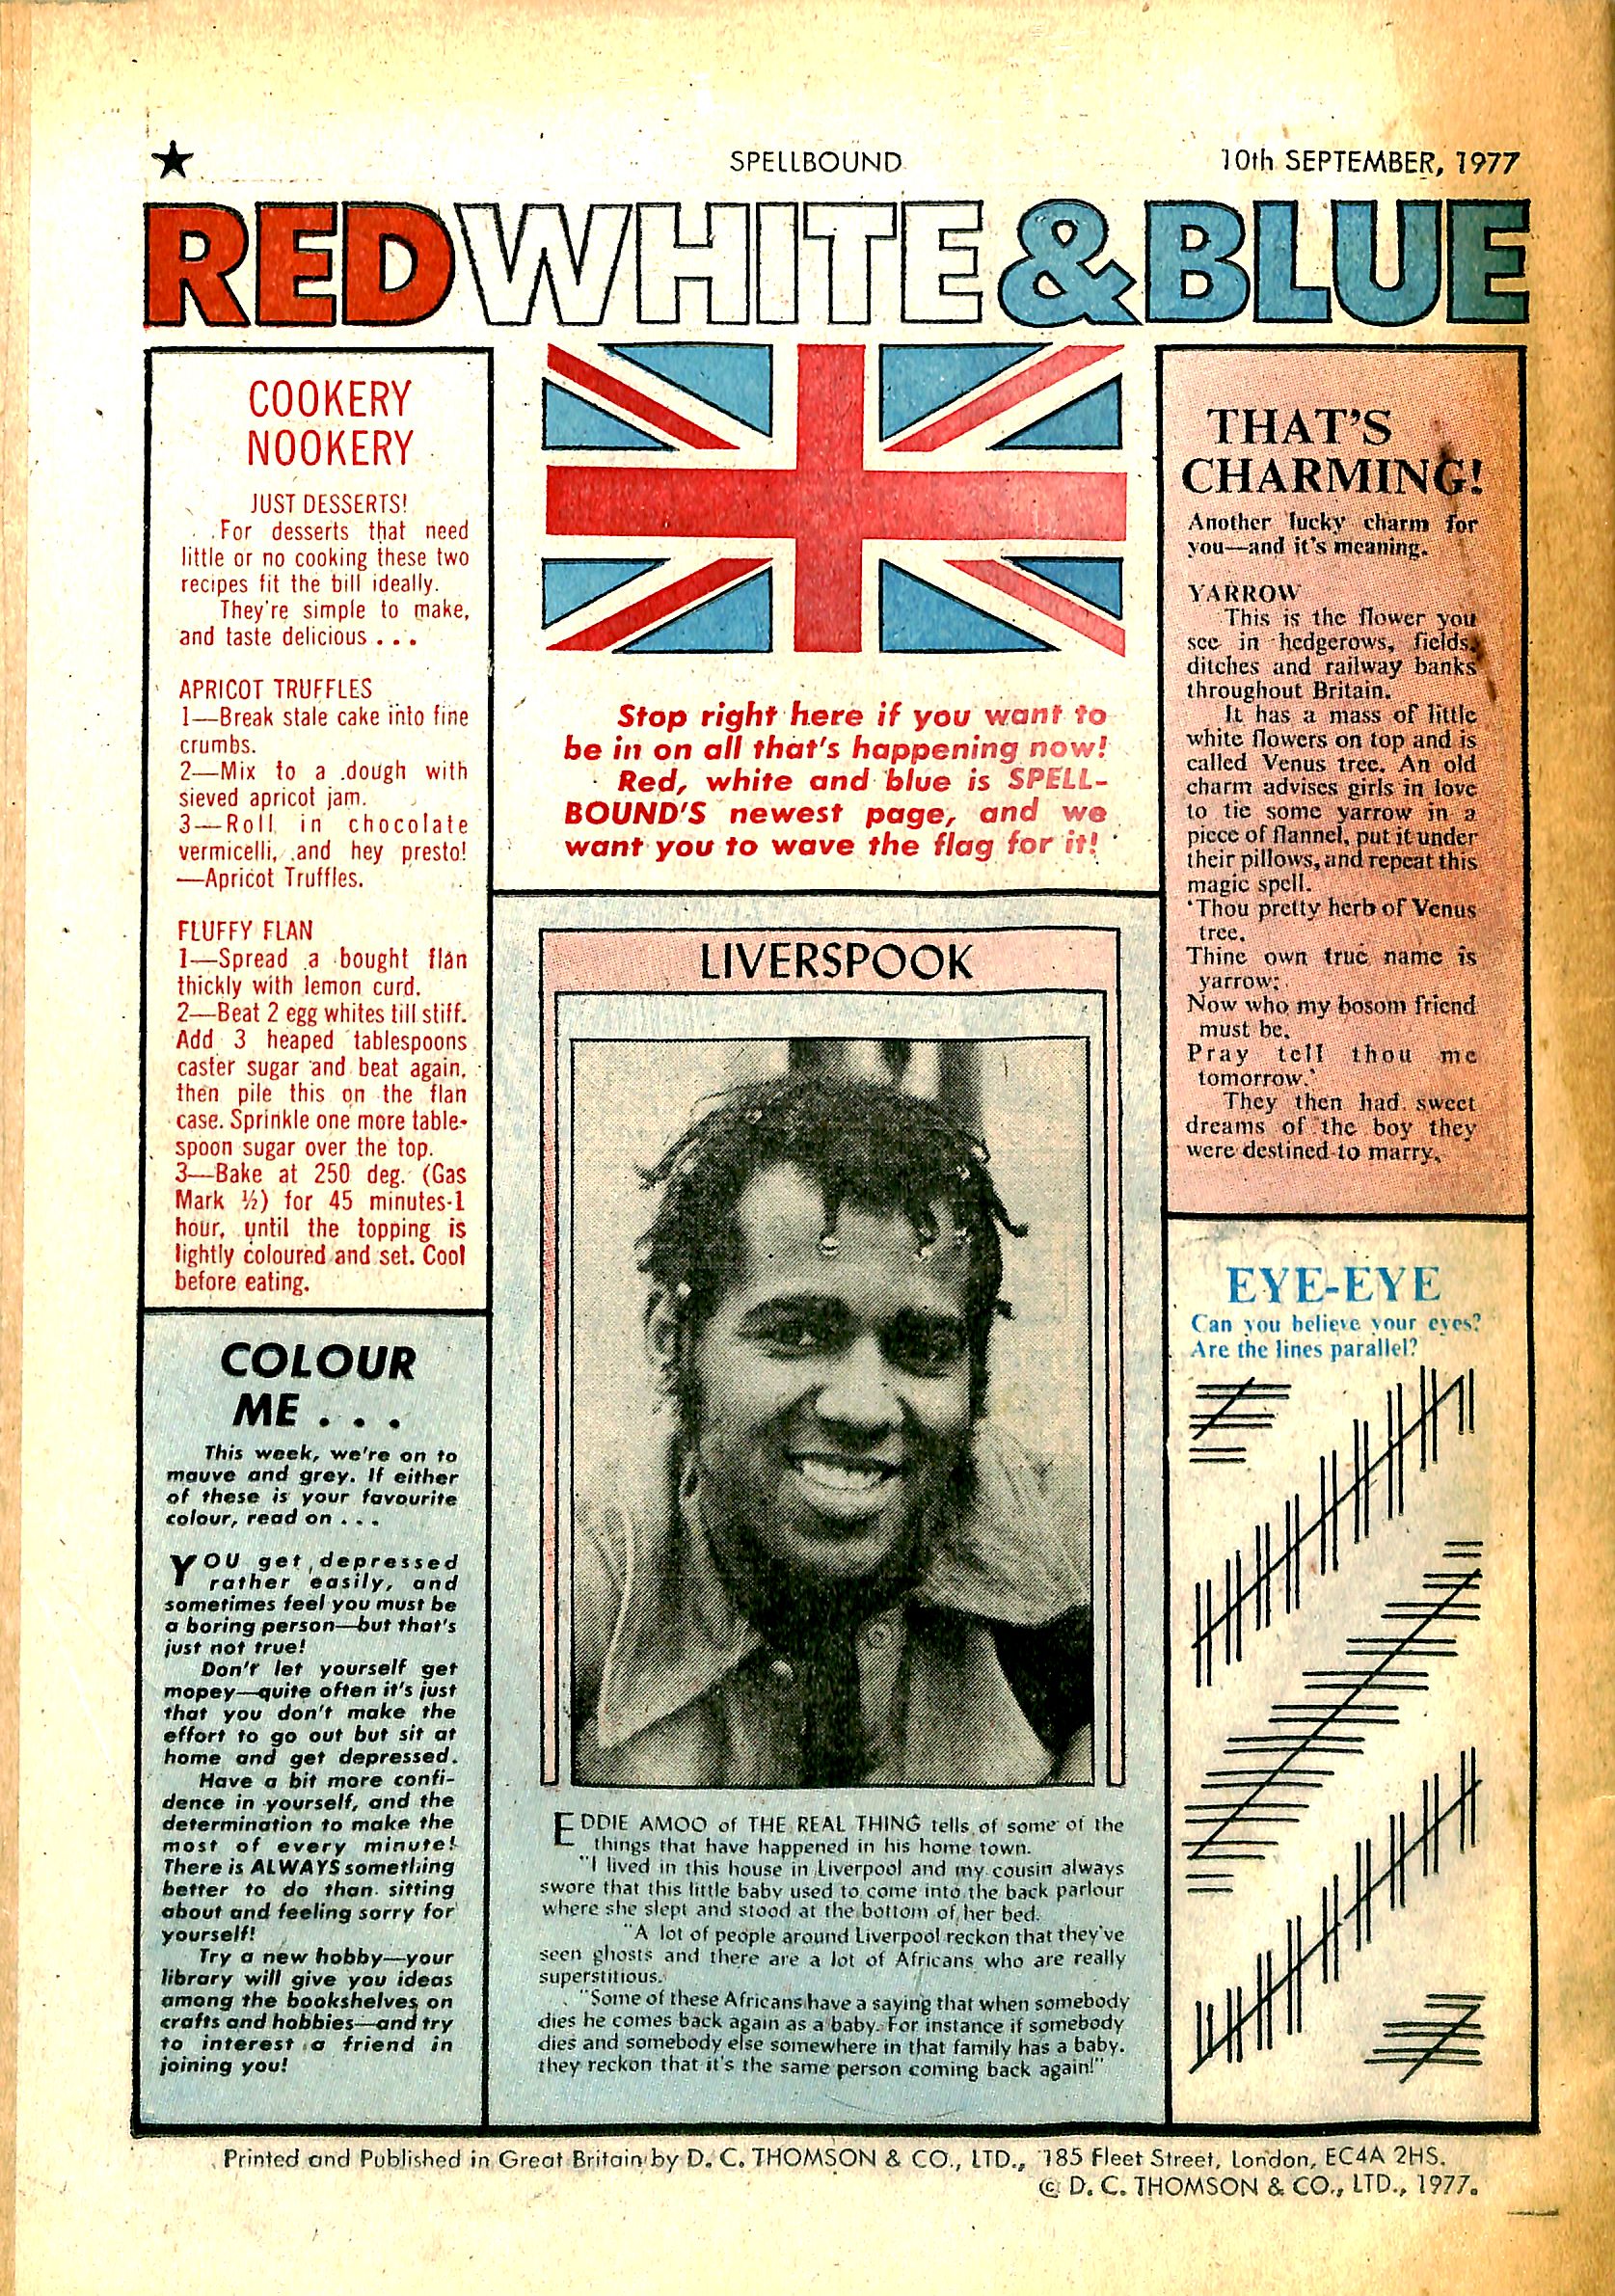 SPELLBOUND
10th SEPTEMBER, 1977
RED WHITE & BLUE
COOKERY
NOOKERY
JUST DESSERTS!
For desserts that need
little or no cooking these two
recipes fit the bill ideally.
They're simple to make,
and taste delicious . . .
APRICOT TRUFFLES
1—Break stale cake into fine
crumbs.
2—Mix to a dough with
sieved apricot jam.
3—Roll in chocolate
vermicelli, and hey presto!
—Apricot Truffles.
FLUFFY FLAN
1—Spread a bought flan
thickly with lemon curd.
2—Beat 2 egg whites till stiff.
Add 3 heaped tablespoons
caster sugar and beat again,
then pile this on the flan
case. Sprinkle one more table-
spoon sugar over the top.
3—Bake at 250 deg. (Gas
Mark ½) for 45 minutes-1
hour, until the topping is
lightly coloured and set. Cool
before eating.
COLOUR
ME . . .
This week, we're on to
mauve and grey. If either
of these is your favourite
colour, read on . . .
YOU get depressed
rather easily, and
sometimes feel you must be
a boring person—but that's
just not true!
Don't let yourself get
mopey—quite often it's just
that you don't make the
effort to go out but sit at
home and get depressed.
Have a bit more confi-
dence in yourself, and the
determination to make the
most of every minute!
There is ALWAYS something
better to do than sitting
about and feeling sorry for
yourself!
Try a new hobby—your
library will give you ideas
among the bookshelves on
crafts and hobbies—and try
to interest a friend in
joining you!
Stop right here if you want to
be in on all that's happening now!
Red, white and blue is SPELL-
BOUND'S newest page, and we
want you to wave the flag for it!
LIVERSPOOK
EDDIE AMOO of THE REAL THING tells of some of the
things that have happened in his home town.
"I lived in this house in Liverpool and my cousin always
swore that this little baby used to come into the back parlour
where she slept and stood at the bottom of her bed.
"A lot of people around Liverpool reckon that they've
seen ghosts and there are a lot of Africans who are really
superstitious.
"Some of these Africans have a saying that when somebody
dies he comes back again as a baby. For instance if somebody
dies and somebody else somewhere in that family has a baby,
they reckon that it's the same person coming back again!"
THAT'S
CHARMING!
Another lucky charm for
you—and it's meaning.
YARROW
This is the flower you
see in hedgerows, fields,
ditches and railway banks
throughout Britain.
It has a mass of little
white flowers on top and is
called Venus tree. An old
charm advises girls in love
to tie some yarrow in a
piece of flannel, put it under
their pillows, and repeat this
magic spell.
'Thou pretty herb of Venus
tree,
Thine own true name is
yarrow;
Now who my bosom friend
must be,
Pray tell thou me
tomorrow.'
They then had sweet
dreams of the boy they
were destined to marry.
EYE-EYE
Can you believe your eyes?
Are the lines parallel?
Printed and Published in Great Britain by D. C. THOMSON & CO., LTD., 185 Fleet Street, London, EC4A 2HS.
© D. C. THOMSON & CO., LTD., 1977.